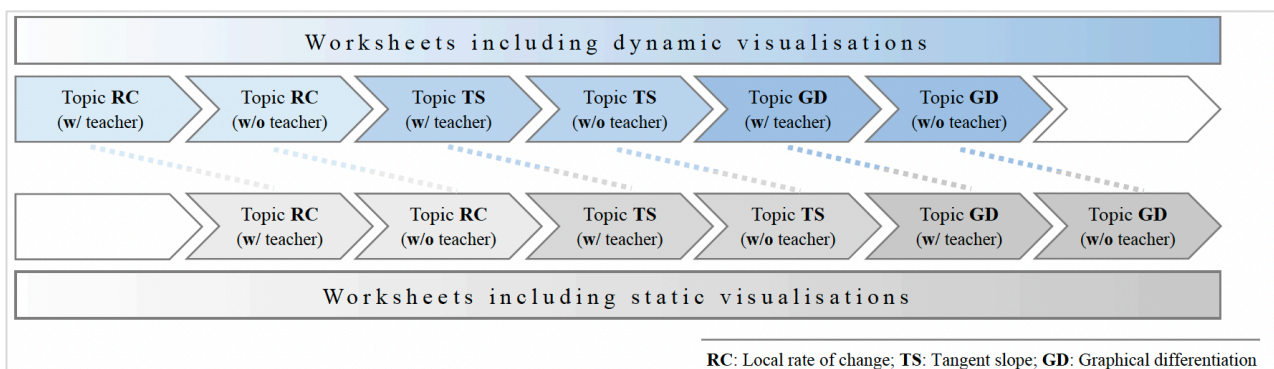 Worksheets including dynamic visualisations
Topic RC
(w/ teacher)
Topic RC
(w/o teacher)
Topic TS
(w/ teacher)
Topic TS
(w/o teacher)
Topic GD
(w/ teacher)
Topic GD
(w/o teacher)
Topic RC
(w/ teacher)
Topic RC
(w/o teacher)
Topic TS
(w/ teacher)
Topic TS
(w/o teacher)
Topic GD
(w/ teacher)
Topic GD
(w/o teacher)
Worksheets including static visualisations
RC: Local rate of change; TS: Tangent slope; GD: Graphical differentiation